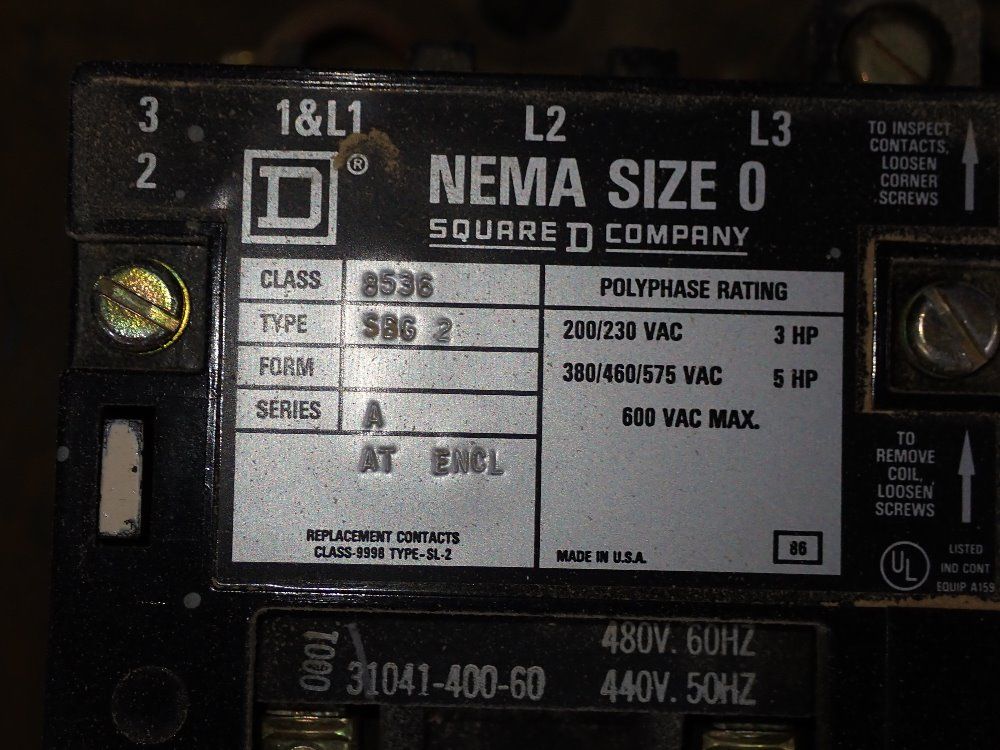 3 1&L1 L2 L3
2
D ®
NEMA SIZE 0
SQUARE D COMPANY
TO INSPECT
CONTACTS,
LOOSEN
CORNER
SCREWS
CLASS 8536
TYPE SBG 2
FORM
SERIES A
AT ENCL
REPLACEMENT CONTACTS
CLASS-9998 TYPE-SL-2
POLYPHASE RATING
200/230 VAC 3 HP
380/460/575 VAC 5 HP
600 VAC MAX.
MADE IN U.S.A.
86
TO
REMOVE
COIL,
LOOSEN
SCREWS
UL
LISTED
IND CONT
EQUIP A159
1000
31041-400-60
480V. 60HZ
440V. 50HZ